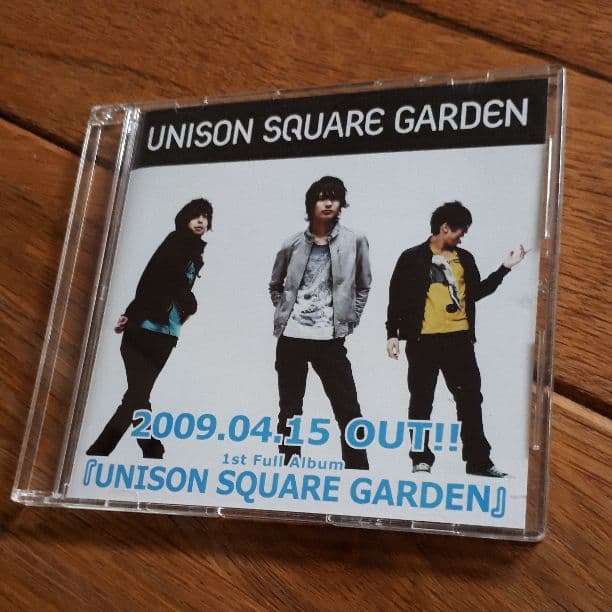 UNISON SQUARE GARDEN
2009.04.15 OUT!!
1st Full Album
『UNISON SQUARE GARDEN』